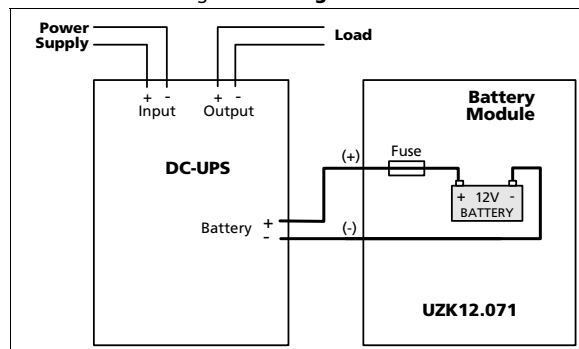 Power
Supply
Load
+ - + -
Input Output
DC-UPS
Battery
Module
(+)
Fuse
+ 12V -
BATTERY
Battery +
-
(-)
UZK12.071